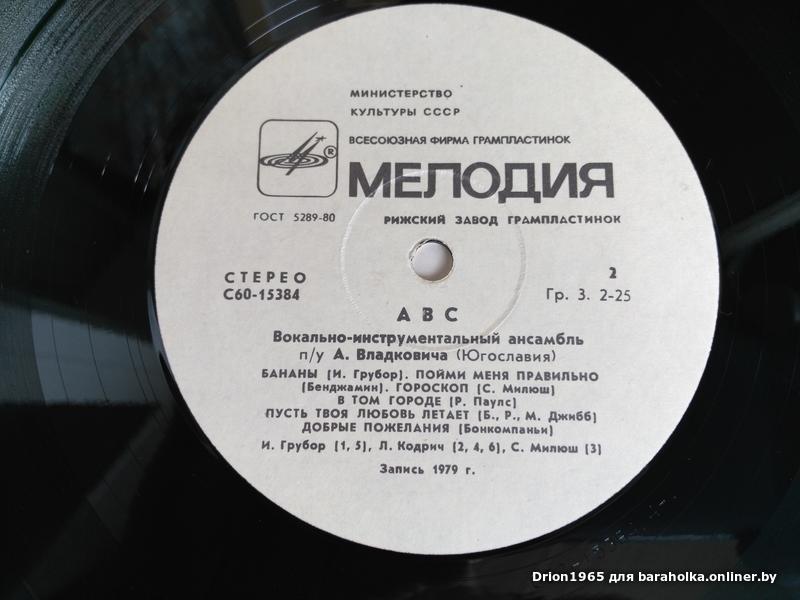 МИНИСТЕРСТВО
КУЛЬТУРЫ СССР
ВСЕСОЮЗНАЯ ФИРМА ГРАМПЛАСТИНОК
®
МЕЛОДИЯ
ГОСТ 5289-80
РИЖСКИЙ ЗАВОД ГРАМПЛАСТИНОК
СТЕРЕО
С60-15384
2
Гр. 3. 2-25
АВС
Вокально-инструментальный ансамбль
п/у А. Владковича (Югославия)
БАНАНЫ (И. Грубор). ПОЙМИ МЕНЯ ПРАВИЛЬНО
(Бенджамин). ГОРОСКОП (С. Милюш)
В ТОМ ГОРОДЕ (Р. Паулс)
ПУСТЬ ТВОЯ ЛЮБОВЬ ЛЕТАЕТ (Б., Р., М. Джибб)
ДОБРЫЕ ПОЖЕЛАНИЯ (Бонкомпаньи)
И. Грубор (1, 5), Л. Кодрич (2, 4, 6), С. Милюш (3)
Запись 1979 г.
Drion1965 для baraholka.onliner.by